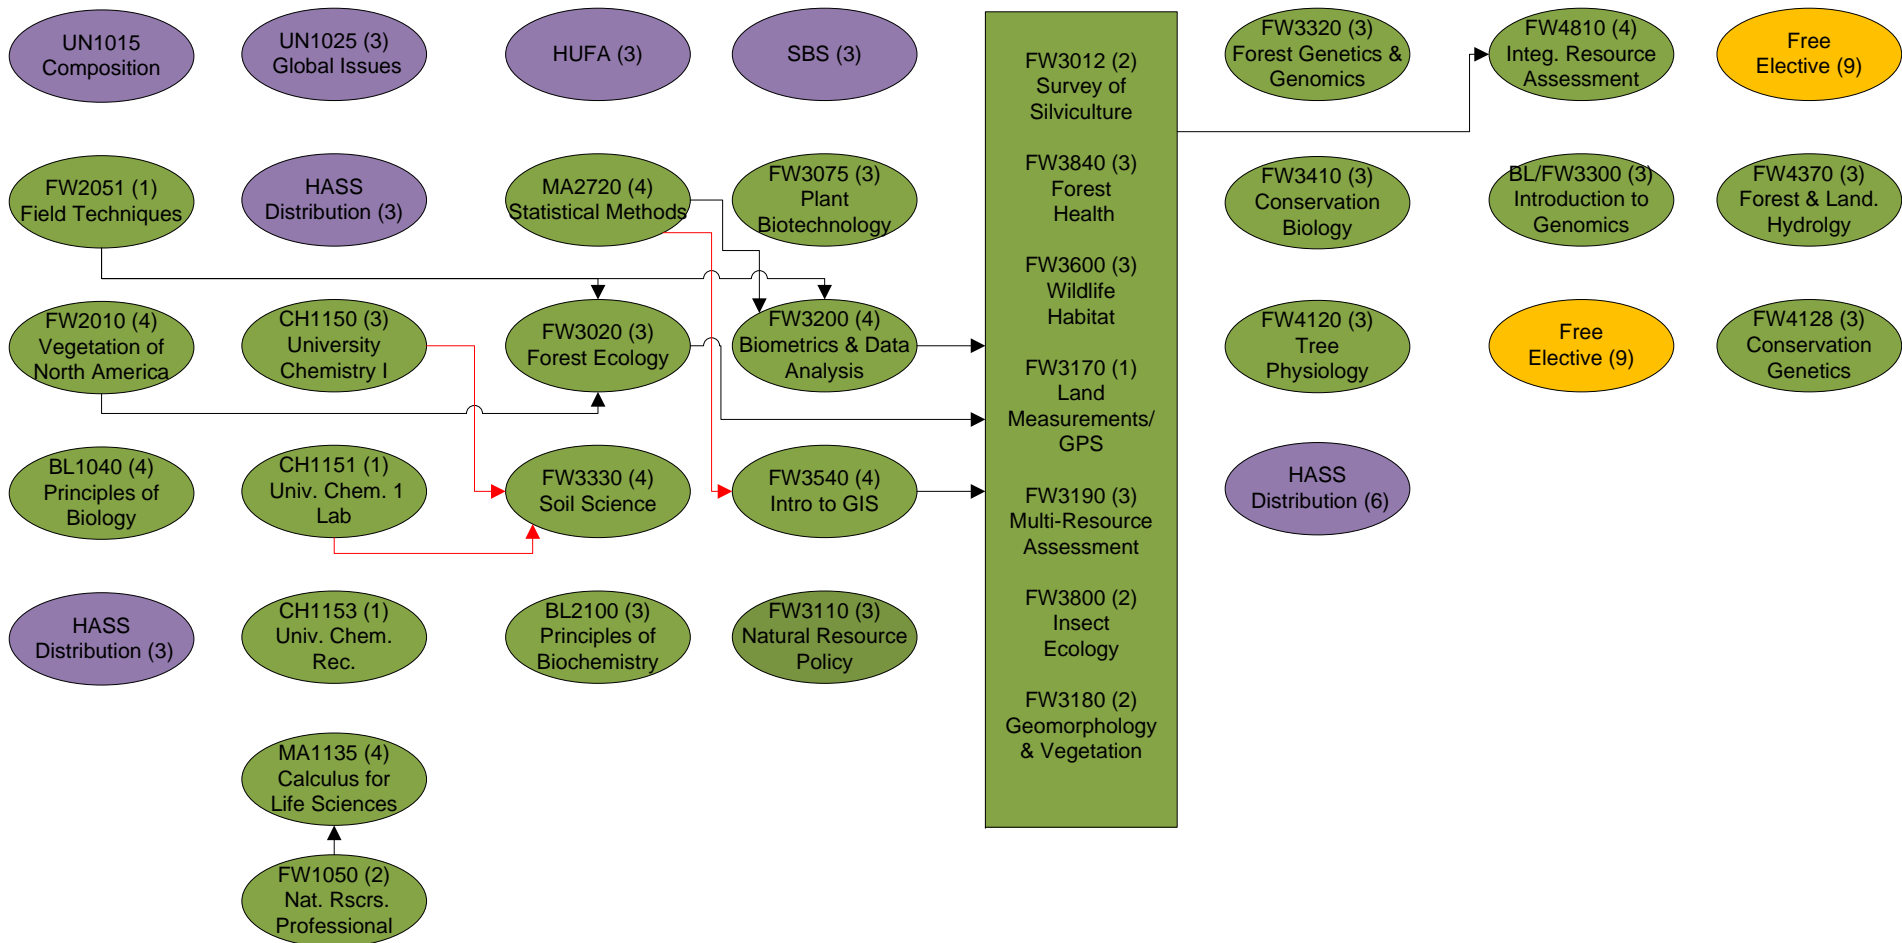 UN1015
Composition
UN1025 (3)
Global Issues
HUFA (3)
SBS (3)
FW3012 (2)
Survey of
Silviculture
FW3840 (3)
Forest
Health
FW3600 (3)
Wildlife
Habitat
FW3170 (1)
Land
Measurements/
GPS
FW3190 (3)
Multi-Resource
Assessment
FW3800 (2)
Insect
Ecology
FW3180 (2)
Geomorphology
& Vegetation
FW3320 (3)
Forest Genetics &
Genomics
FW4810 (4)
Integ. Resource
Assessment
Free
Elective (9)
FW2051 (1)
Field Techniques
HASS
Distribution (3)
MA2720 (4)
Statistical Methods
FW3075 (3)
Plant
Biotechnology
FW3410 (3)
Conservation
Biology
BL/FW3300 (3)
Introduction to
Genomics
FW4370 (3)
Forest & Land.
Hydrolgy
FW2010 (4)
Vegetation of
North America
CH1150 (3)
University
Chemistry I
FW3020 (3)
Forest Ecology
FW3200 (4)
Biometrics & Data
Analysis
FW4120 (3)
Tree
Physiology
Free
Elective (9)
FW4128 (3)
Conservation
Genetics
BL1040 (4)
Principles of
Biology
CH1151 (1)
Univ. Chem. 1
Lab
FW3330 (4)
Soil Science
FW3540 (4)
Intro to GIS
HASS
Distribution (6)
HASS
Distribution (3)
CH1153 (1)
Univ. Chem.
Rec.
BL2100 (3)
Principles of
Biochemistry
FW3110 (3)
Natural Resource
Policy
MA1135 (4)
Calculus for
Life Sciences
FW1050 (2)
Nat. Rscrs.
Professional